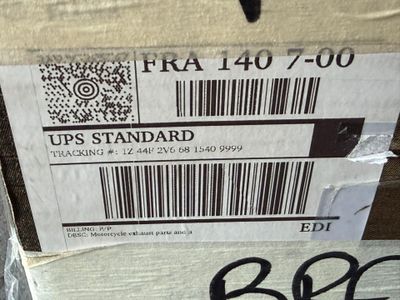 FRA 140 7-00
UPS STANDARD
TRACKING #: 1Z 44F 2V6 68 1540 9999
BILLING: P/P
DESC: Motorcycle exhaust parts and a
EDI
BPC